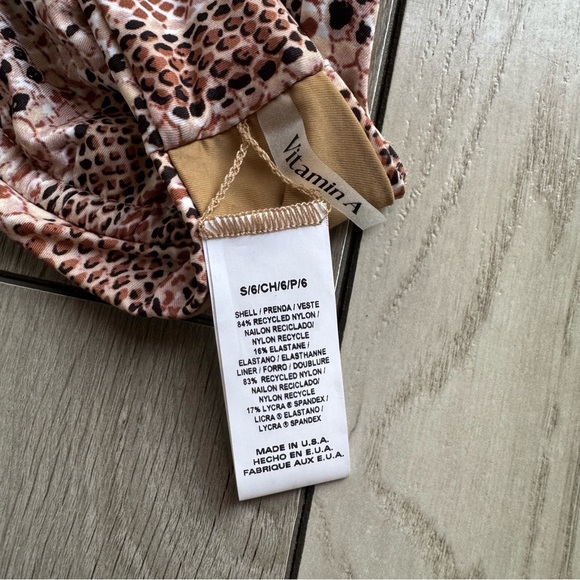 Vitamin A
S/6/CH/6/P/6
SHELL / PRENDA / VESTE
84% RECYCLED NYLON /
NAILON RECICLADO/
NYLON RECYCLE
16% ELASTANE /
ELASTANO / ELASTHANNE
LINER / FORRO / DOUBLURE
83% RECYCLED NYLON /
NAILON RECICLADO/
NYLON RECYCLE
17% LYCRA ® SPANDEX /
LICRA ® ELASTANO /
LYCRA ® SPANDEX
MADE IN U.S.A.
HECHO EN E.U.A.
FABRIQUE AUX E.U.A.